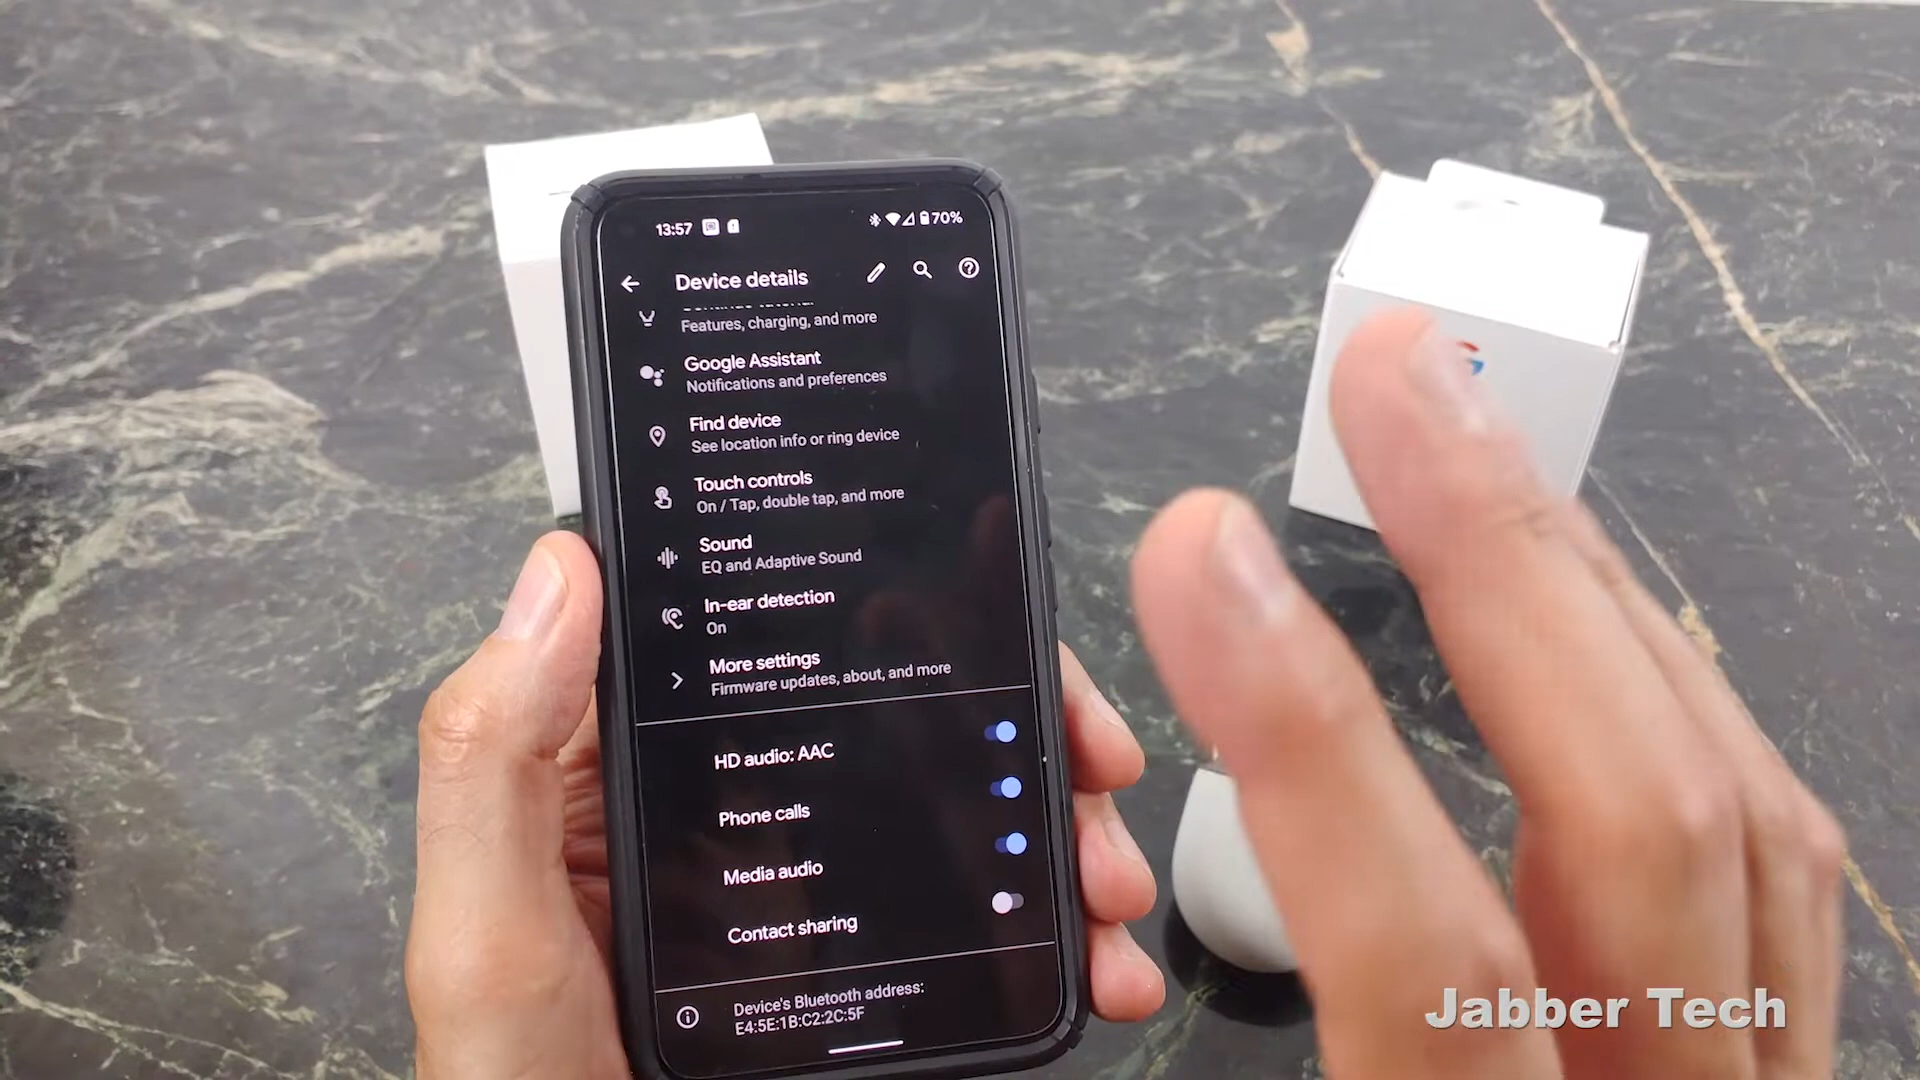 13:57
70%
Device details
Features, charging, and more
Google Assistant
Notifications and preferences
Find device
See location info or ring device
Touch controls
On / Tap, double tap, and more
Sound
EQ and Adaptive Sound
In-ear detection
On
More settings
Firmware updates, about, and more
HD audio: AAC
Phone calls
Media audio
Contact sharing
Device's Bluetooth address:
E4:5E:1B:C2:2C:5F
Jabber Tech